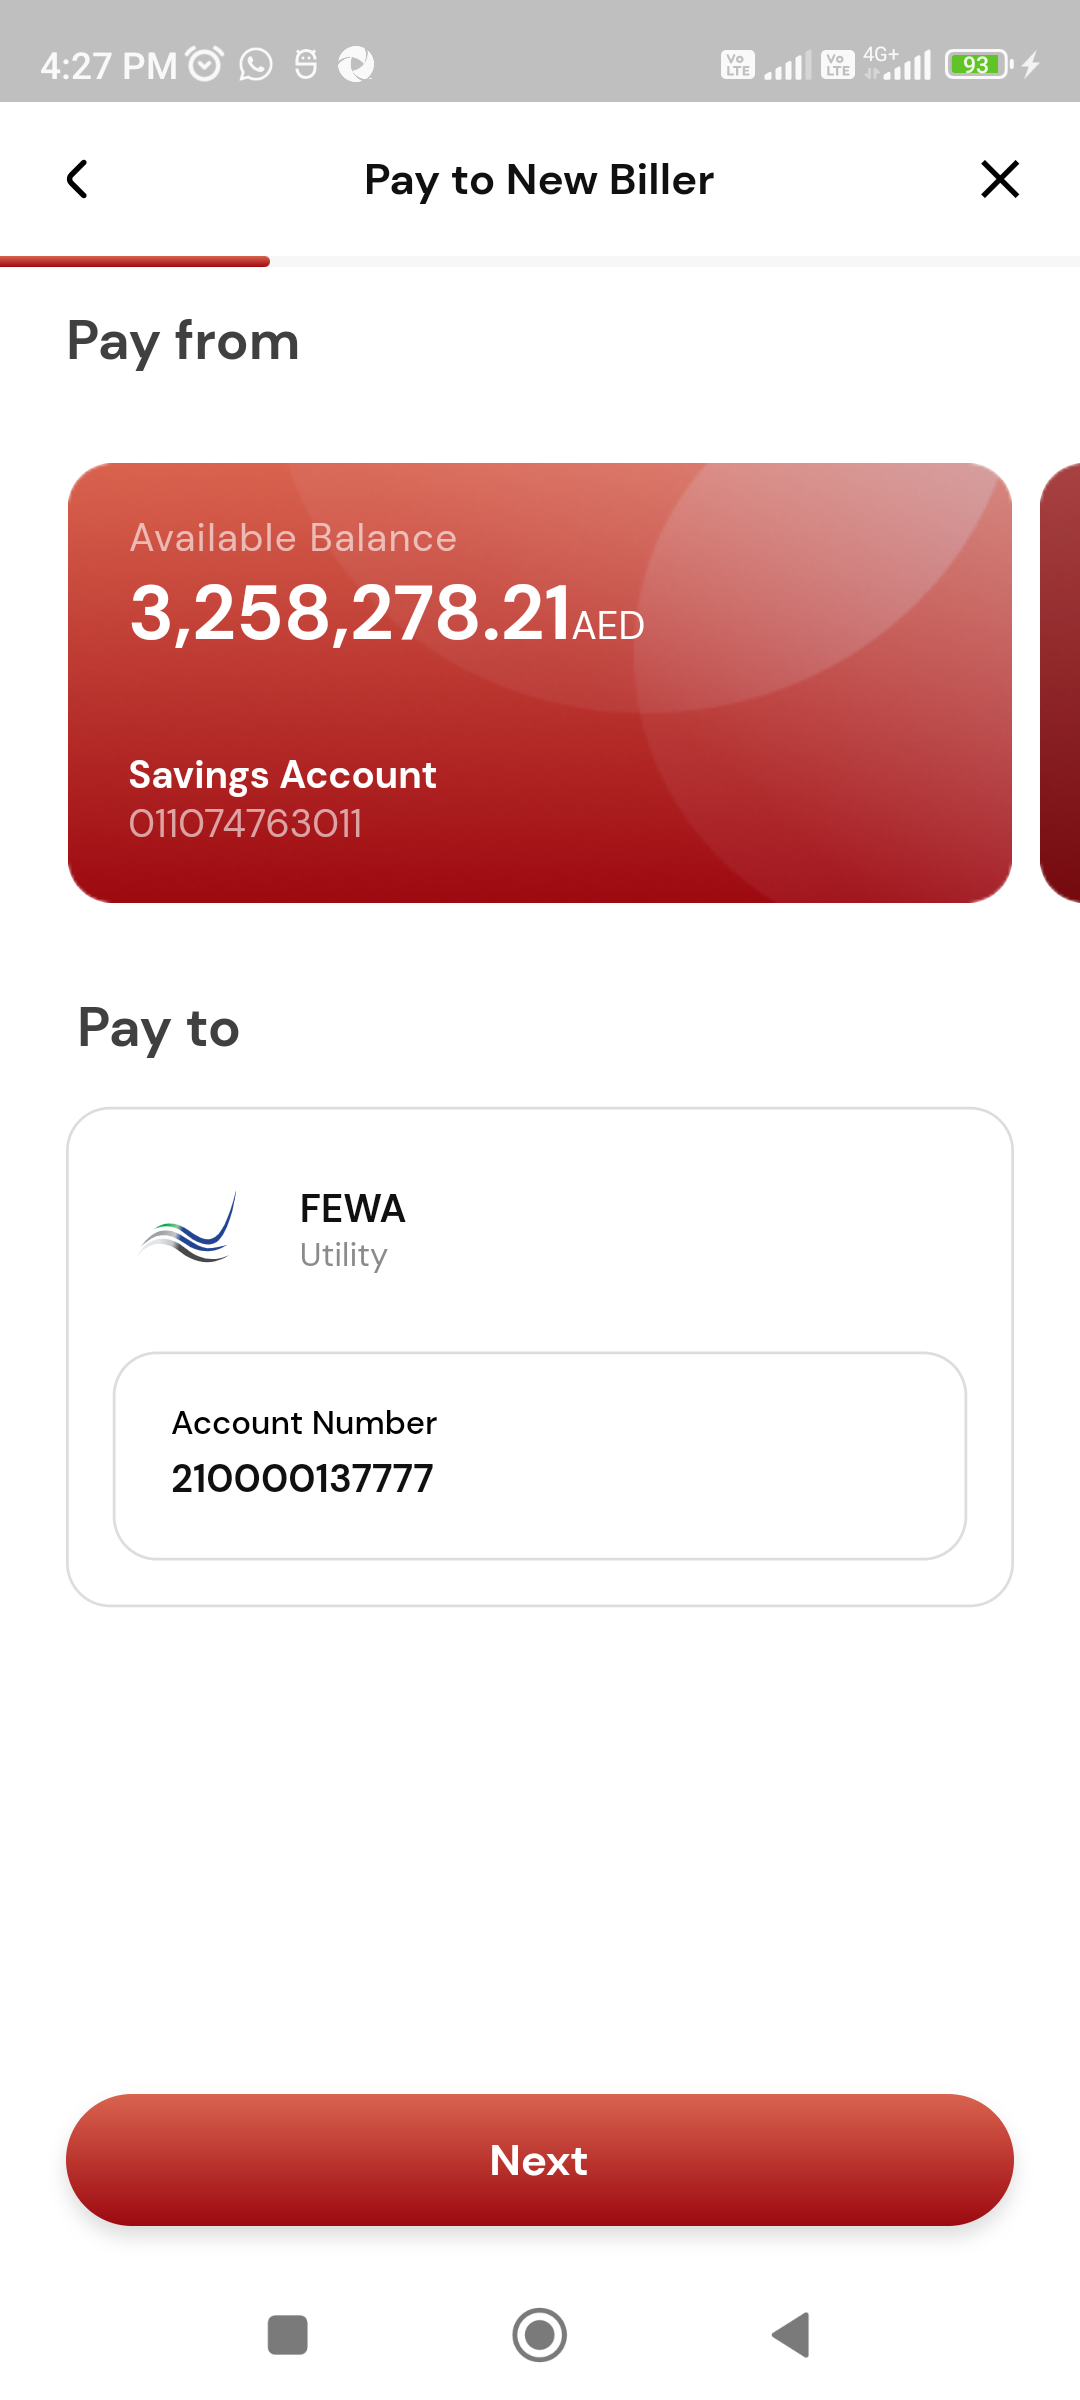 4:27 PM
Vo LTE Vo LTE 4G+ 93
Pay to New Biller
Pay from
Available Balance
3,258,278.21AED
Savings Account
011074763011
Pay to
FEWA
Utility
Account Number
210000137777
Next